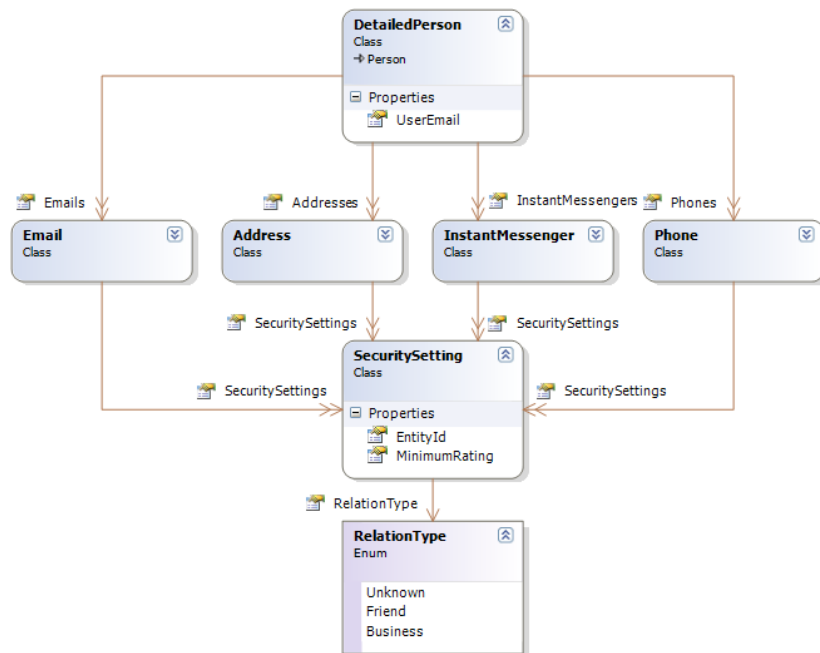 DetailedPerson
Class
Person
Properties
UserEmail
Emails
Addresses
InstantMessengers
Phones
Email
Class
Address
Class
InstantMessenger
Class
Phone
Class
SecuritySettings
SecuritySettings
SecuritySetting
Class
SecuritySettings
SecuritySettings
Properties
EntityId
MinimumRating
RelationType
RelationType
Enum
Unknown
Friend
Business